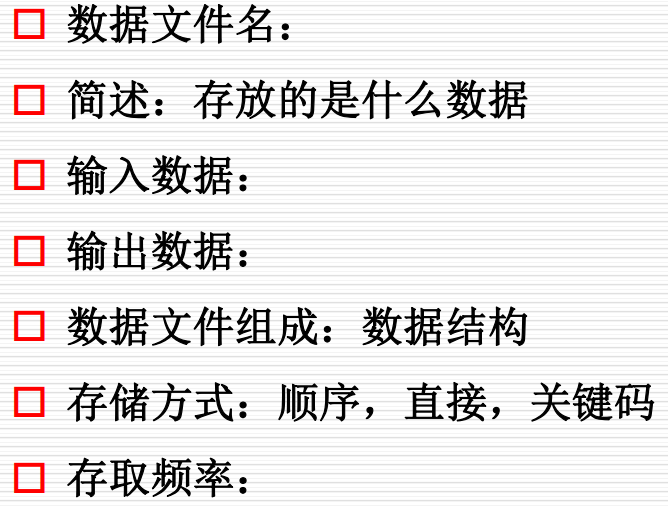 数据文件名：
简述：存放的是什么数据
输入数据：
输出数据：
数据文件组成：数据结构
存储方式：顺序，直接，关键码
存取频率：